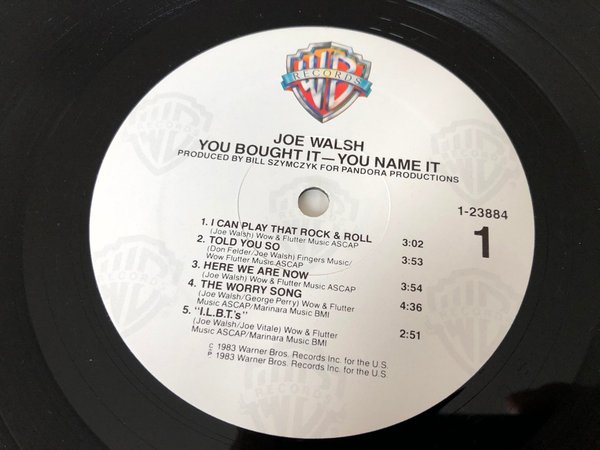 WB
RECORDS
JOE WALSH
YOU BOUGHT IT—YOU NAME IT
PRODUCED BY BILL SZYMCZYK FOR PANDORA PRODUCTIONS
1-23884
1
1. I CAN PLAY THAT ROCK & ROLL
(Joe Walsh) Wow & Flutter Music ASCAP 3:02
2. TOLD YOU SO
(Don Felder/Joe Walsh) Fingers Music/
Wow Flutter Music ASCAP 3:53
3. HERE WE ARE NOW
(Joe Walsh) Wow & Flutter Music ASCAP 3:54
4. THE WORRY SONG
(Joe Walsh/George Perry) Wow & Flutter
Music ASCAP/Marinara Music BMI 4:36
5. "I.L.B.T.'s"
(Joe Walsh/Joe Vitale) Wow & Flutter
Music ASCAP/Marinara Music BMI 2:51
© 1983 Warner Bros. Records Inc. for the U.S.
℗ 1983 Warner Bros. Records Inc. for the U.S.